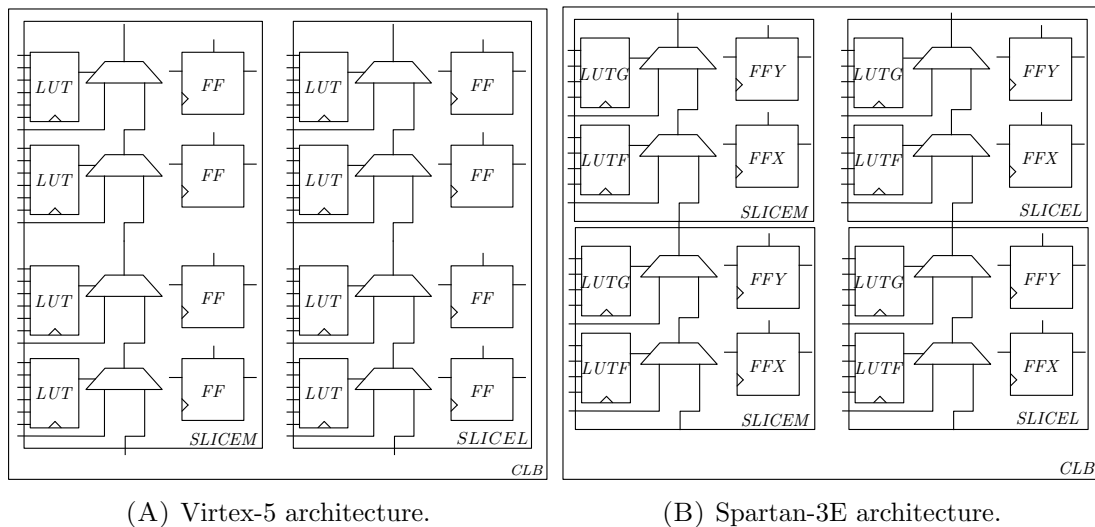 LUT
FF
LUT
FF
LUT
FF
LUT
FF
SLICEM
LUT
FF
LUT
FF
LUT
FF
LUT
FF
SLICEL
CLB
LUTG
FFY
LUTF
FFX
SLICEM
LUTG
FFY
LUTF
FFX
SLICEL
LUTG
FFY
LUTF
FFX
SLICEM
LUTG
FFY
LUTF
FFX
SLICEL
CLB
(A) Virtex-5 architecture.
(B) Spartan-3E architecture.